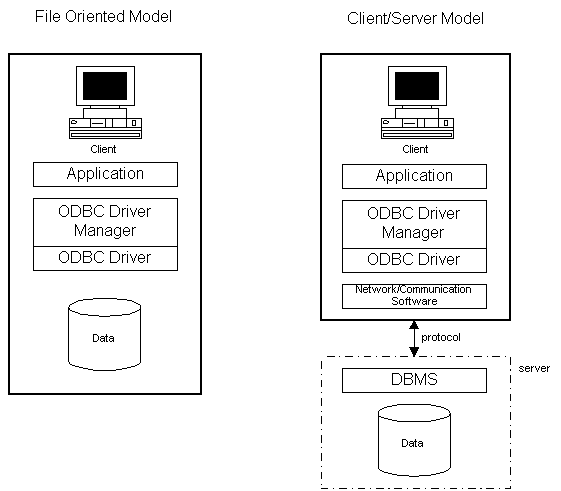 File Oriented Model
Client
Application
ODBC Driver
Manager
ODBC Driver
Data
Client/Server Model
Client
Application
ODBC Driver
Manager
ODBC Driver
Network/Communication
Software
protocol
server
DBMS
Data